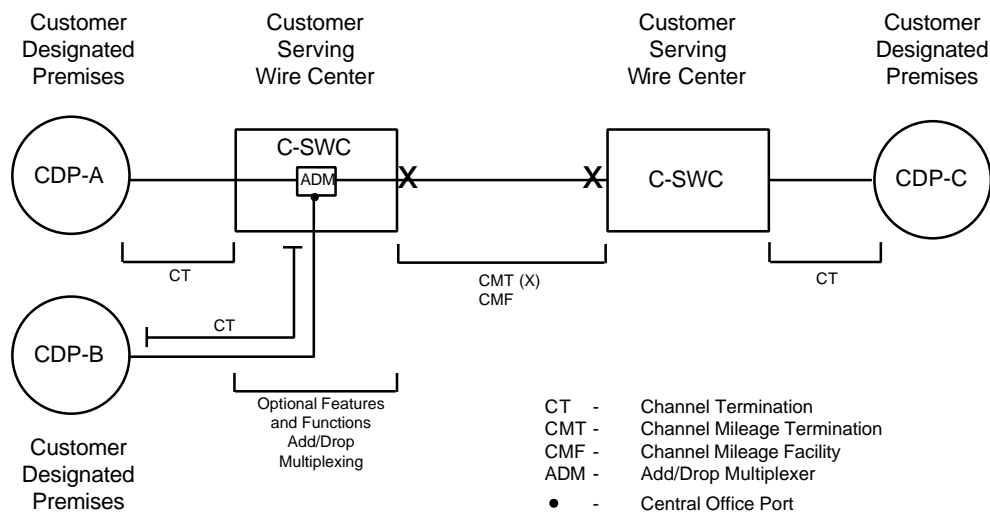 Customer
Designated
Premises
Customer
Serving
Wire Center
Customer
Serving
Wire Center
Customer
Designated
Premises
CDP-A
C-SWC
ADM
X
X
C-SWC
CDP-C
CT
CMT (X)
CMF
CT
CT
CDP-B
Optional Features
and Functions
Add/Drop
Multiplexing
Customer
Designated
Premises
CT - Channel Termination
CMT - Channel Mileage Termination
CMF - Channel Mileage Facility
ADM - Add/Drop Multiplexer
● - Central Office Port